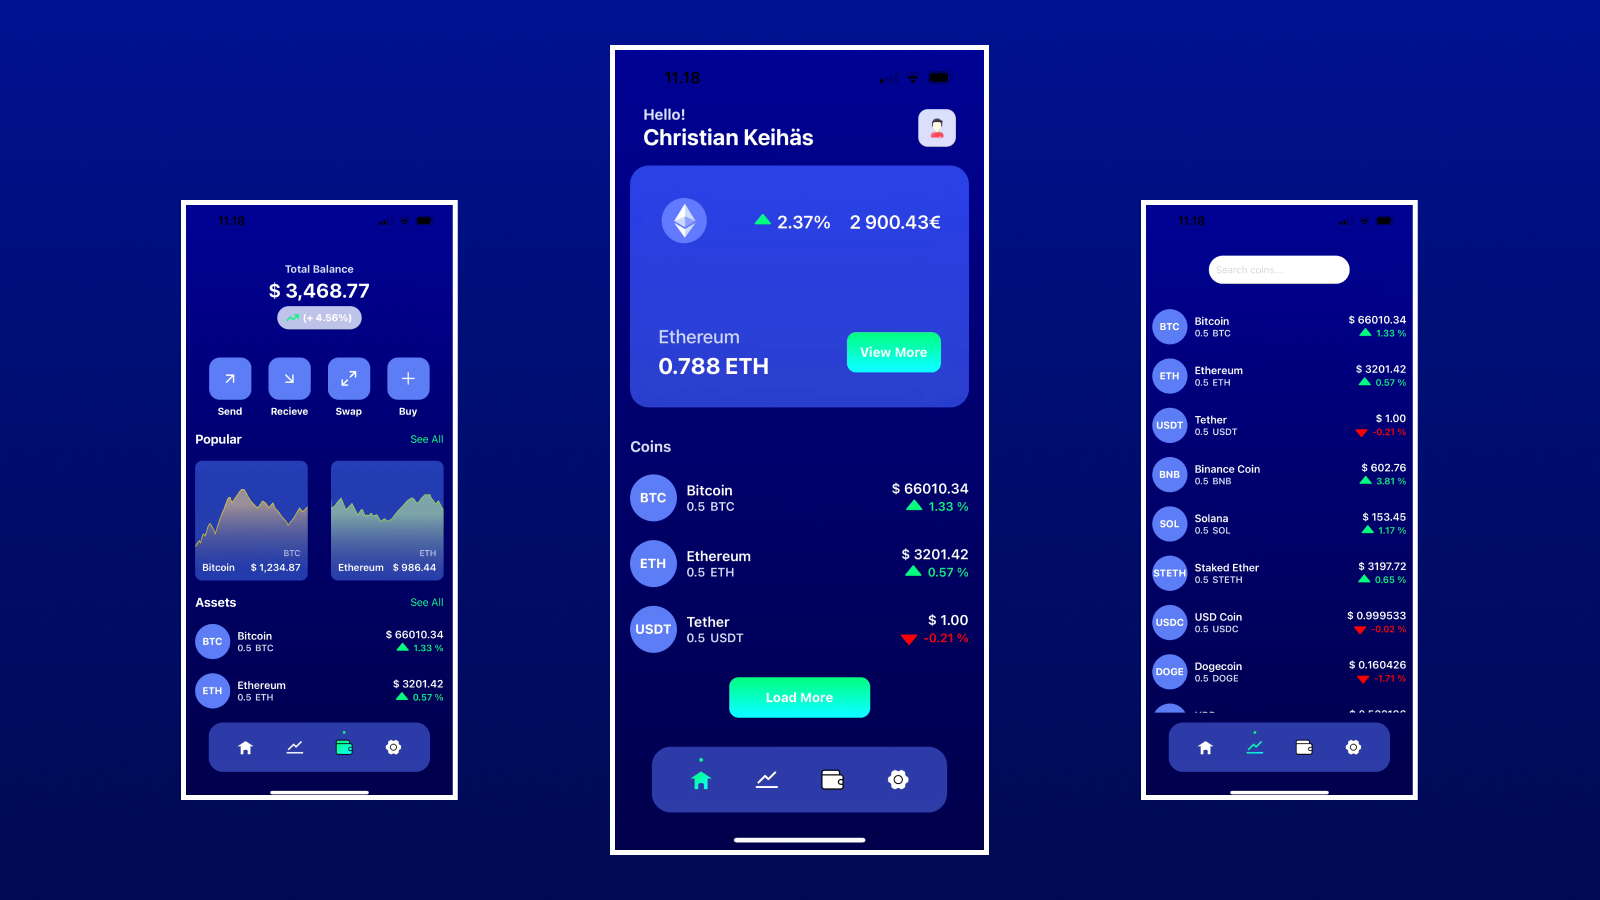 11.18
Total Balance
$ 3,468.77
(+ 4.56%)
Send Recieve Swap Buy
Popular See All
BTC
Bitcoin $ 1,234.87
ETH
Ethereum $ 986.44
Assets See All
BTC Bitcoin $ 66010.34
0.5 BTC 1.33 %
ETH Ethereum $ 3201.42
0.5 ETH 0.57 %
11.18
Hello!
Christian Keihäs
2.37% 2 900.43€
Ethereum
0.788 ETH
View More
Coins
BTC Bitcoin $ 66010.34
0.5 BTC 1.33 %
ETH Ethereum $ 3201.42
0.5 ETH 0.57 %
USDT Tether $ 1.00
0.5 USDT -0.21 %
Load More
11.18
Search coins...
BTC Bitcoin $ 66010.34
0.5 BTC 1.33 %
ETH Ethereum $ 3201.42
0.5 ETH 0.57 %
USDT Tether $ 1.00
0.5 USDT -0.21 %
BNB Binance Coin $ 602.76
0.5 BNB 3.81 %
SOL Solana $ 153.45
0.5 SOL 1.17 %
STETH Staked Ether $ 3197.72
0.5 STETH 0.65 %
USDC USD Coin $ 0.999533
0.5 USDC -0.02 %
DOGE Dogecoin $ 0.160426
0.5 DOGE -1.71 %